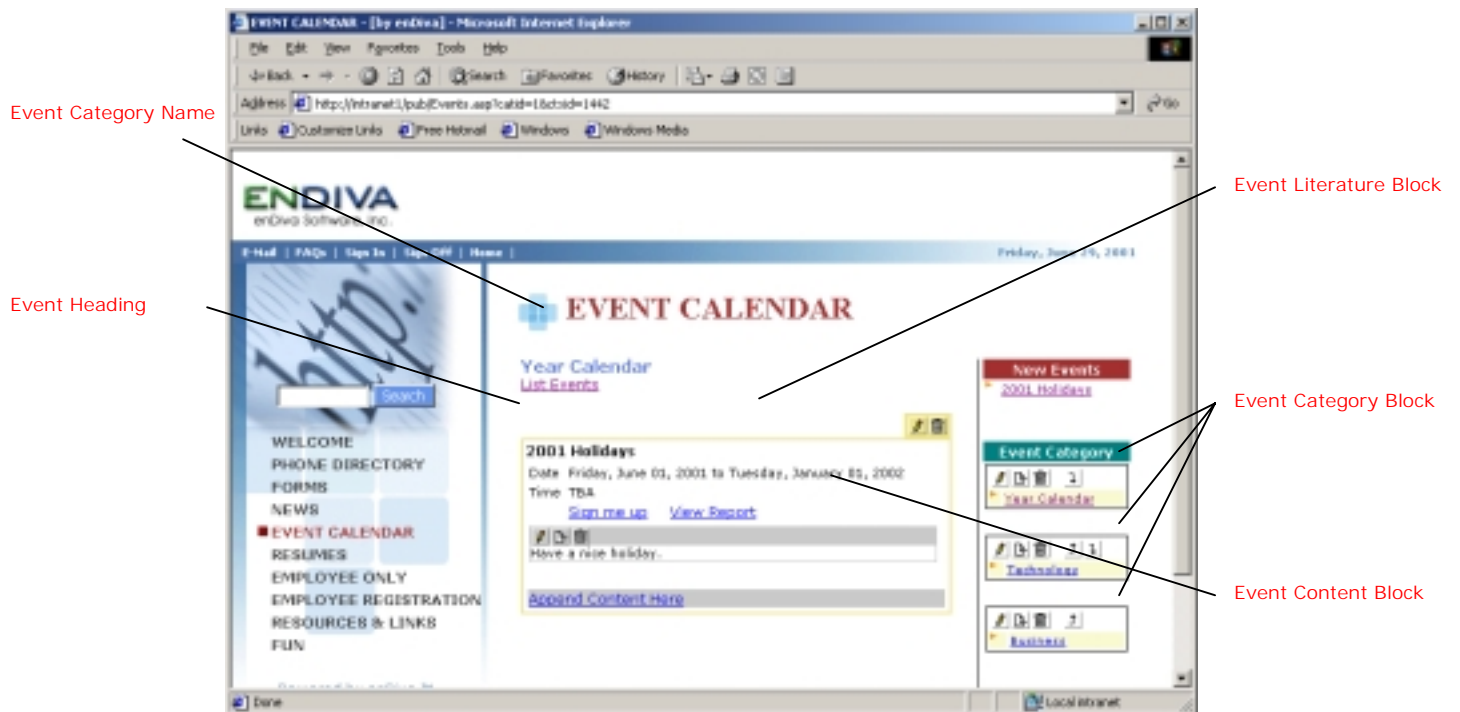 EVENT CALENDAR - [by enDiva] - Microsoft Internet Explorer
File Edit View Favorites Tools Help
Back Search Favorites History
Address http://intranet1/pub/Events.asp?catid=1&ctsid=1442 Go
Links Customize Links Free Hotmail Windows Windows Media
Event Category Name
Event Literature Block
ENDIVA
enDiva Software, Inc.
E-Mail | FAQs | Sign In | Sign Off | Home |
Friday, June 29, 2001
http:
Event Heading
EVENT CALENDAR
Year Calendar
List Events
New Events
2001 Holidays
Search
Event Category Block
WELCOME
PHONE DIRECTORY
FORMS
NEWS
EVENT CALENDAR
RESUMES
EMPLOYEE ONLY
EMPLOYEE REGISTRATION
RESOURCES & LINKS
FUN
2001 Holidays
Date Friday, June 01, 2001 to Tuesday, January 01, 2002
Time TBA
Sign me up View Report
Have a nice holiday.
Append Content Here
Event Category
Year Calendar
Technology
Business
Event Content Block
Done
Local intranet